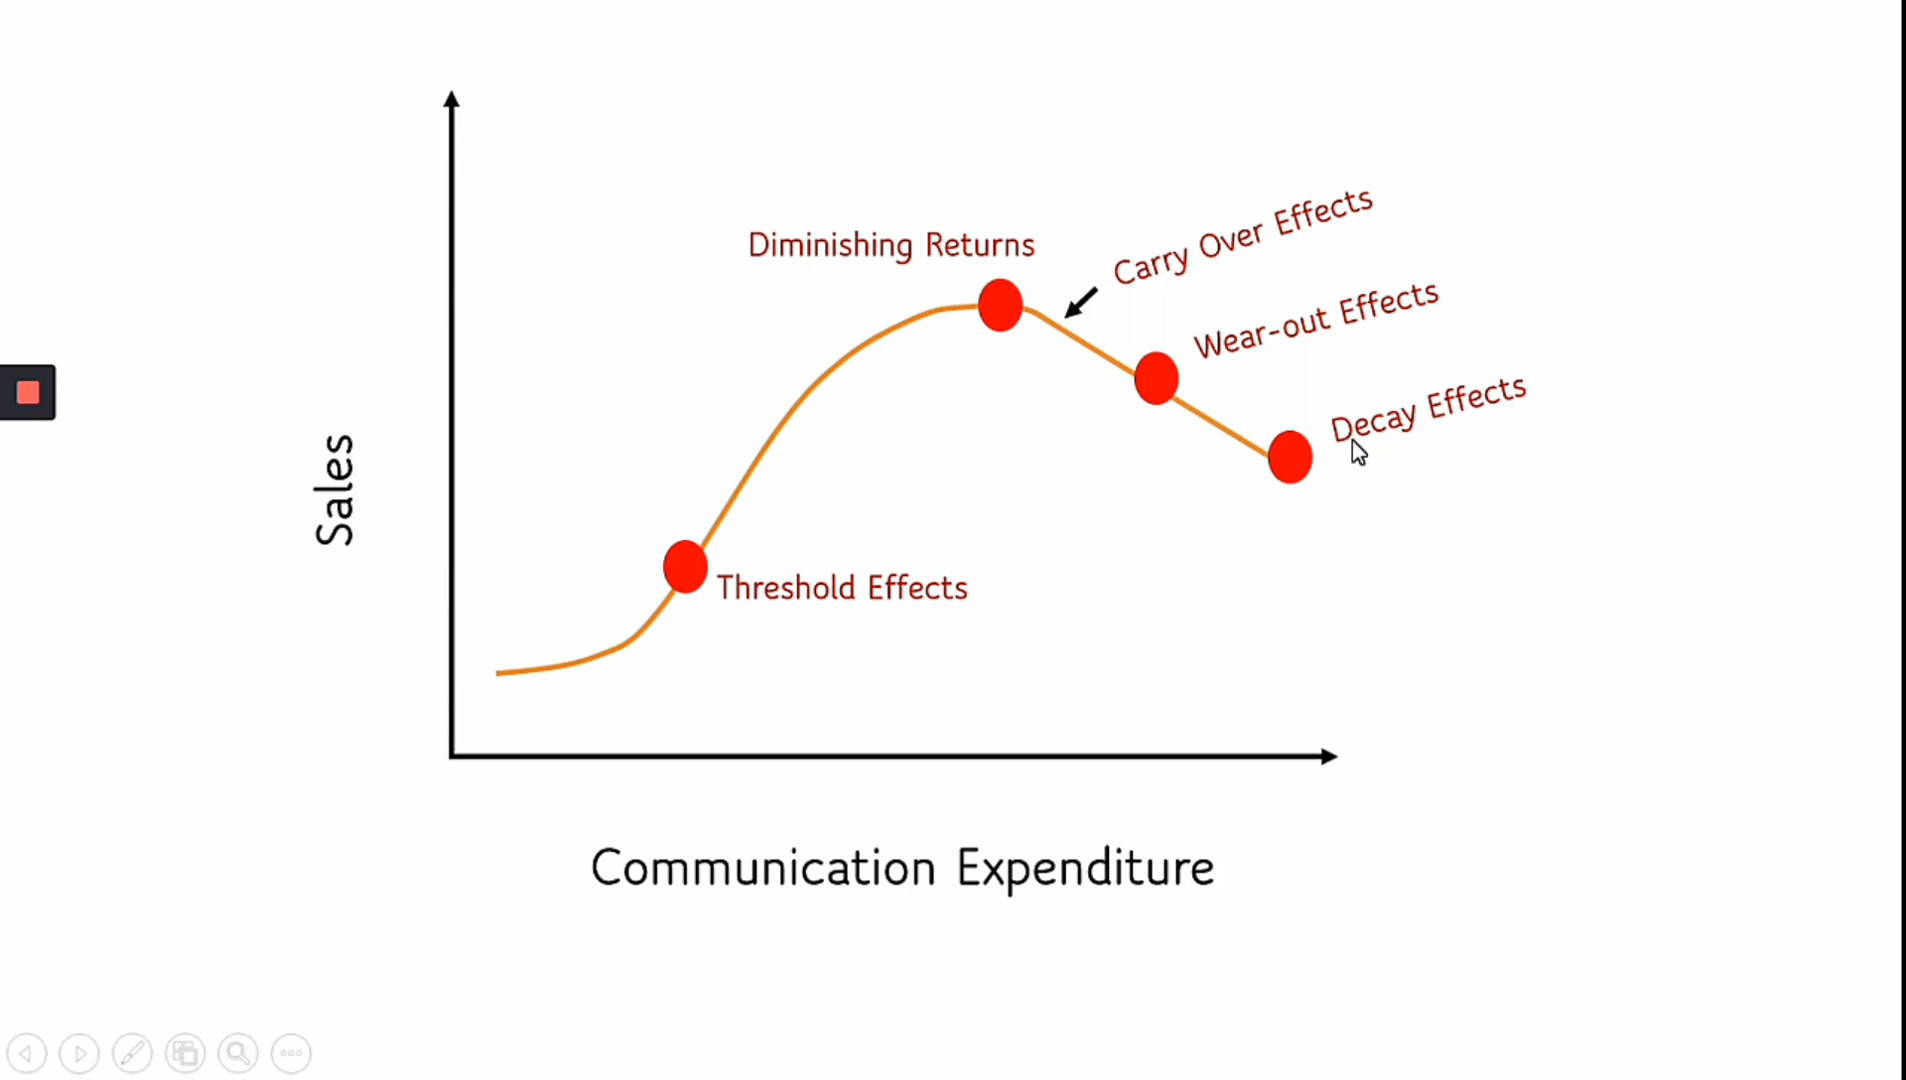 Carry Over Effects
Diminishing Returns
Wear-out Effects
Decay Effects
Sales
Threshold Effects
Communication Expenditure